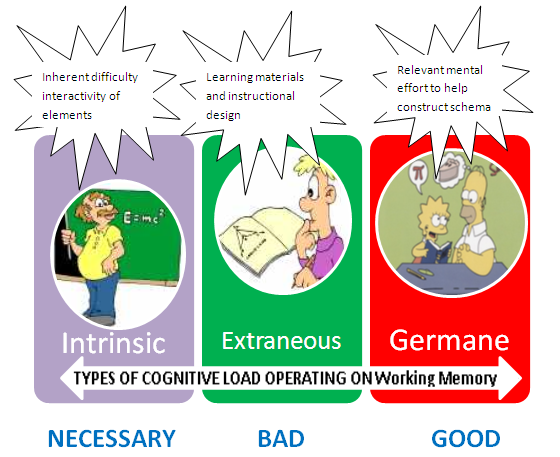 Inherent difficulty
interactivity of
elements
Learning materials
and instructional
design
Relevant mental
effort to help
construct schema
E=mc²
π
Intrinsic
Extraneous
Germane
TYPES OF COGNITIVE LOAD OPERATING ON Working Memory
NECESSARY
BAD
GOOD